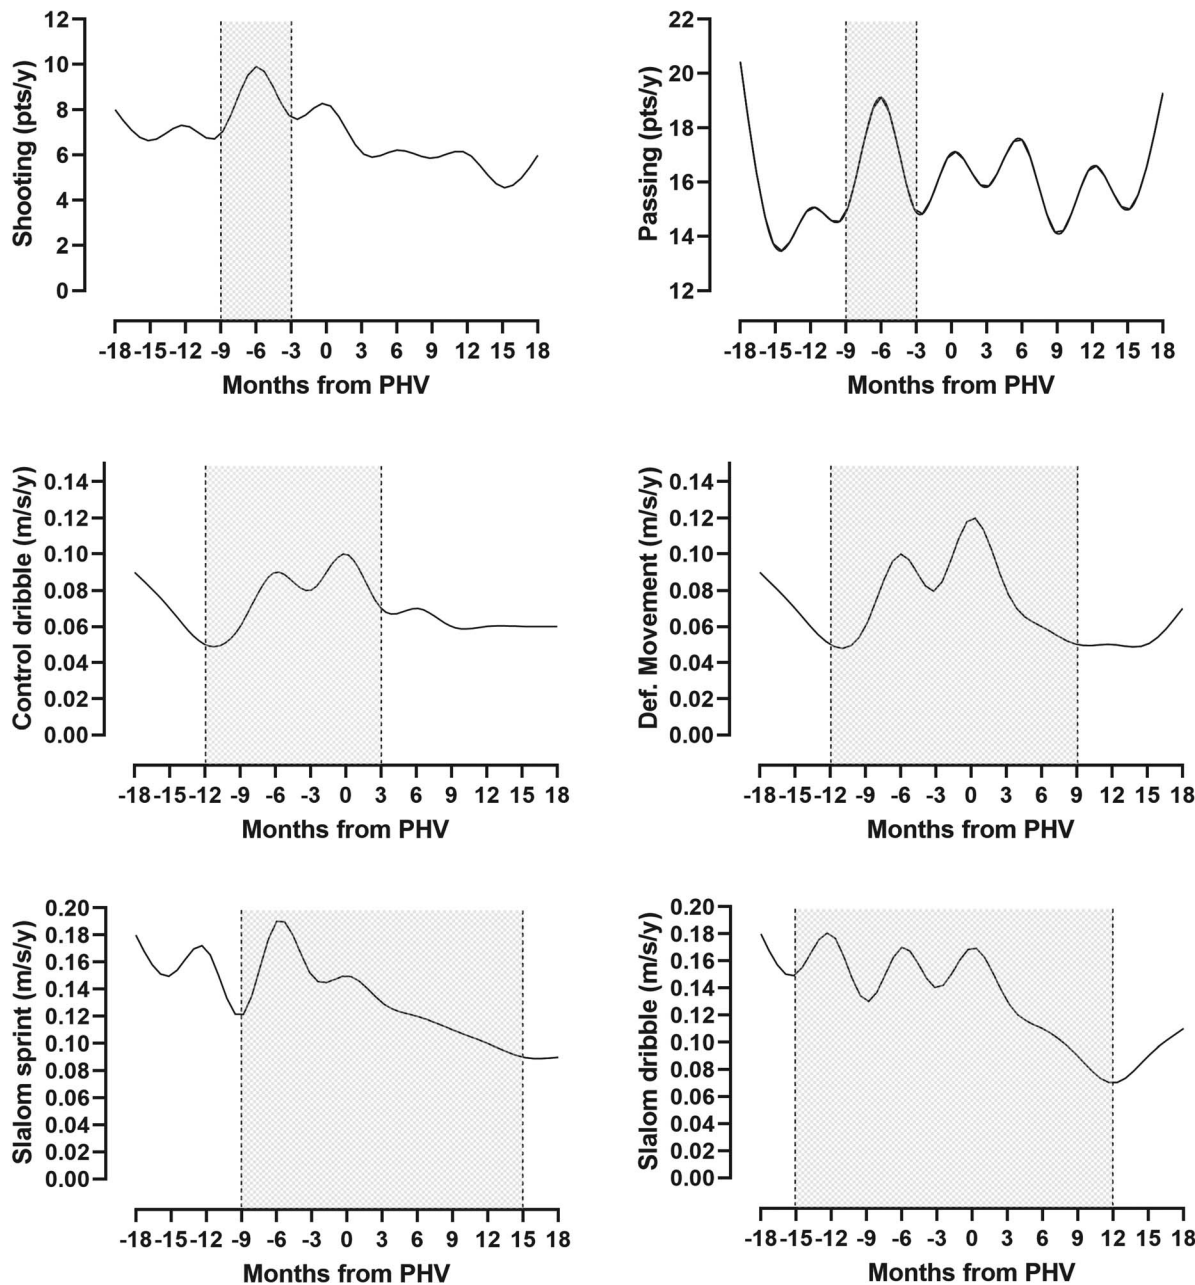 Shooting (pts/y)
12
10
8
6
4
2
0
-18 -15 -12 -9 -6 -3 0 3 6 9 12 15 18
Months from PHV
Passing (pts/y)
22
20
18
16
14
12
-18 -15 -12 -9 -6 -3 0 3 6 9 12 15 18
Months from PHV
Control dribble (m/s/y)
0.14
0.12
0.10
0.08
0.06
0.04
0.02
0.00
-18 -15 -12 -9 -6 -3 0 3 6 9 12 15 18
Months from PHV
Def. Movement (m/s/y)
0.14
0.12
0.10
0.08
0.06
0.04
0.02
0.00
-18 -15 -12 -9 -6 -3 0 3 6 9 12 15 18
Months from PHV
Slalom sprint (m/s/y)
0.20
0.18
0.16
0.14
0.12
0.10
0.08
0.06
0.04
0.02
0.00
-18 -15 -12 -9 -6 -3 0 3 6 9 12 15 18
Months from PHV
Slalom dribble (m/s/y)
0.20
0.18
0.16
0.14
0.12
0.10
0.08
0.06
0.04
0.02
0.00
-18 -15 -12 -9 -6 -3 0 3 6 9 12 15 18
Months from PHV